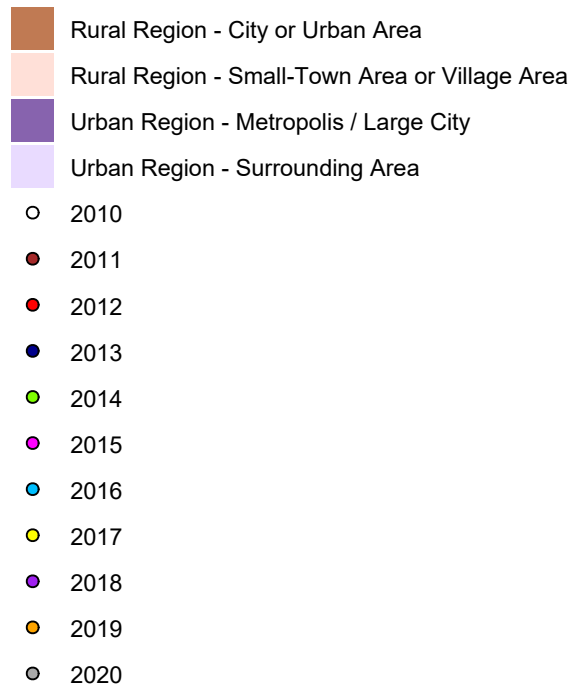 Rural Region - City or Urban Area
Rural Region - Small-Town Area or Village Area
Urban Region - Metropolis / Large City
Urban Region - Surrounding Area
2010
2011
2012
2013
2014
2015
2016
2017
2018
2019
2020